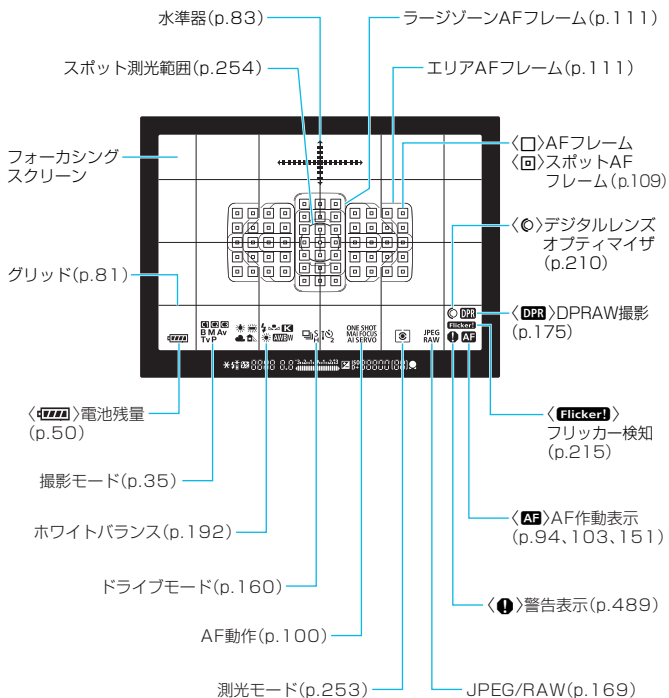 水準器(p.83)
ラージゾーンAFフレーム(p.111)
スポット測光範囲(p.254)
エリアAFフレーム(p.111)
フォーカシング
スクリーン
〈□〉AFフレーム
〈回〉スポットAF
フレーム(p.109)
〈〉デジタルレンズ
オプティマイザ
(p.210)
グリッド(p.81)
〈DPR〉DPRAW撮影
(p.175)
DPR
Flicker!
B M Av
Tv P
K
AWB W
S
H
2
ONE SHOT
MAI FOCUS
AI SERVO
JPEG
RAW
AF
〈〉電池残量
(p.50)
〈Flicker!〉
フリッカー検知
(p.215)
撮影モード(p.35)
〈AF〉AF作動表示
(p.94、103、151)
ホワイトバランス(p.192)
ドライブモード(p.160)
〈!〉警告表示(p.489)
AF動作(p.100)
測光モード(p.253)
JPEG/RAW(p.169)